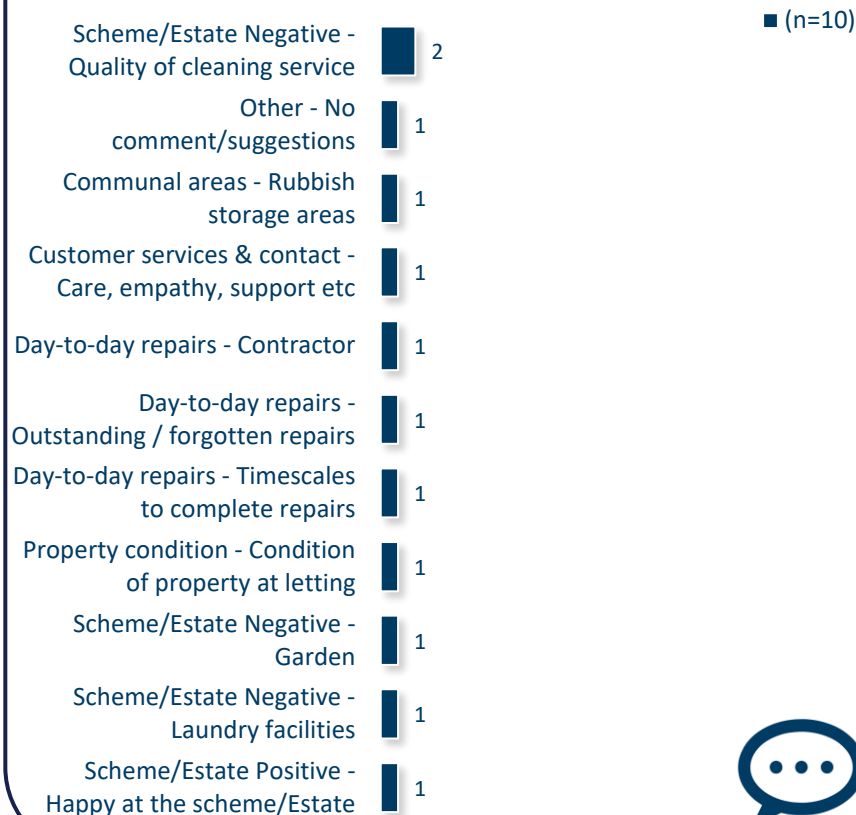 (n=10)
Scheme/Estate Negative -
Quality of cleaning service
2
Other - No
comment/suggestions
1
Communal areas - Rubbish
storage areas
1
Customer services & contact -
Care, empathy, support etc
1
Day-to-day repairs - Contractor
1
Day-to-day repairs -
Outstanding / forgotten repairs
1
Day-to-day repairs - Timescales
to complete repairs
1
Property condition - Condition
of property at letting
1
Scheme/Estate Negative -
Garden
1
Scheme/Estate Negative -
Laundry facilities
1
Scheme/Estate Positive -
Happy at the scheme/Estate
1